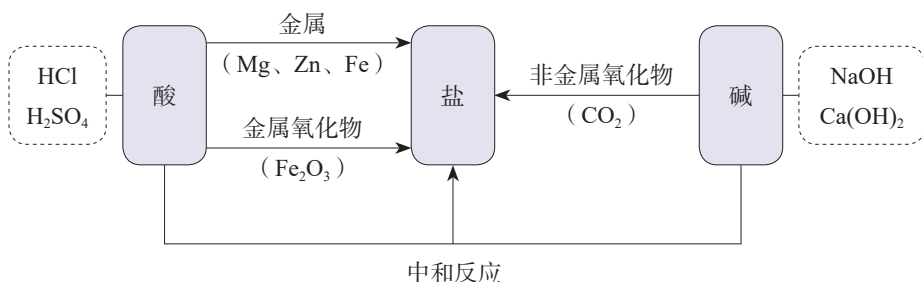 金属
（Mg、Zn、Fe）
HCl
H₂SO₄
酸
金属氧化物
（Fe₂O₃）
盐
非金属氧化物
（CO₂）
碱
NaOH
Ca(OH)₂
中和反应